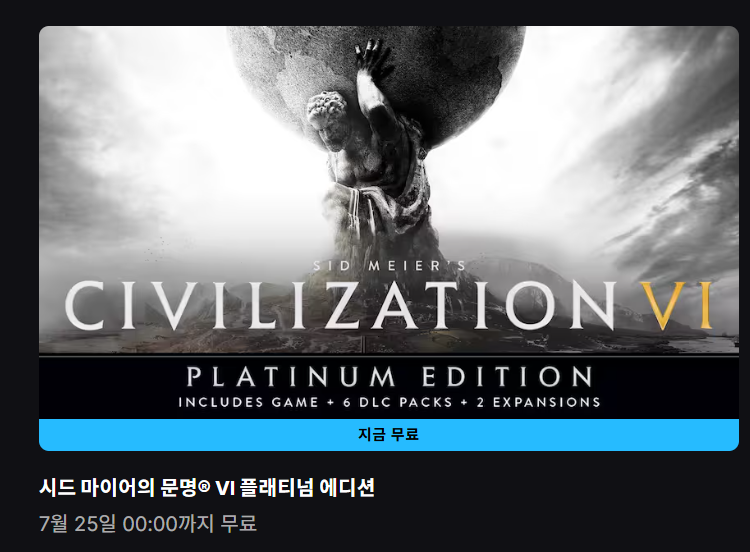 SID MEIER'S
CIVILIZATION VI
PLATINUM EDITION
INCLUDES GAME + 6 DLC PACKS + 2 EXPANSIONS
지금 무료
시드 마이어의 문명® VI 플래티넘 에디션
7월 25일 00:00까지 무료